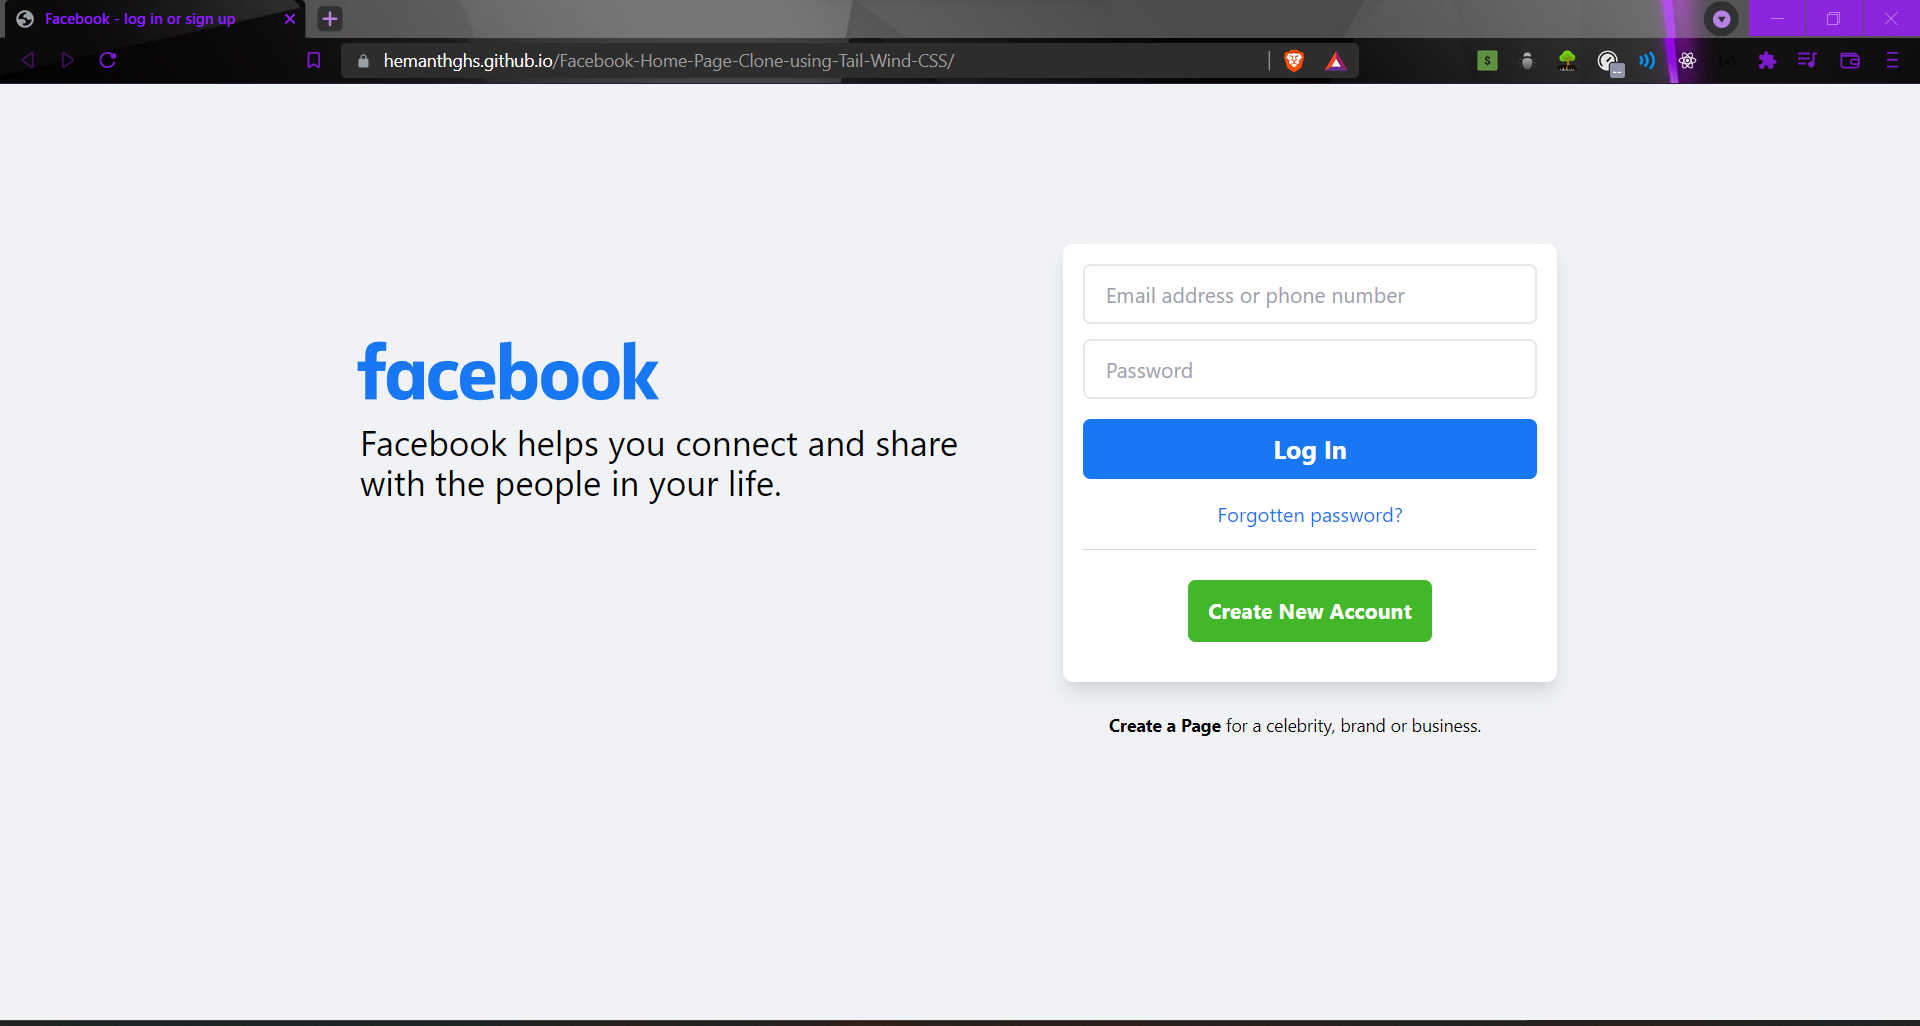 Facebook - log in or sign up
hemanthghs.github.io/Facebook-Home-Page-Clone-using-Tail-Wind-CSS/
facebook
Facebook helps you connect and share
with the people in your life.
Email address or phone number
Password
Log In
Forgotten password?
Create New Account
Create a Page for a celebrity, brand or business.